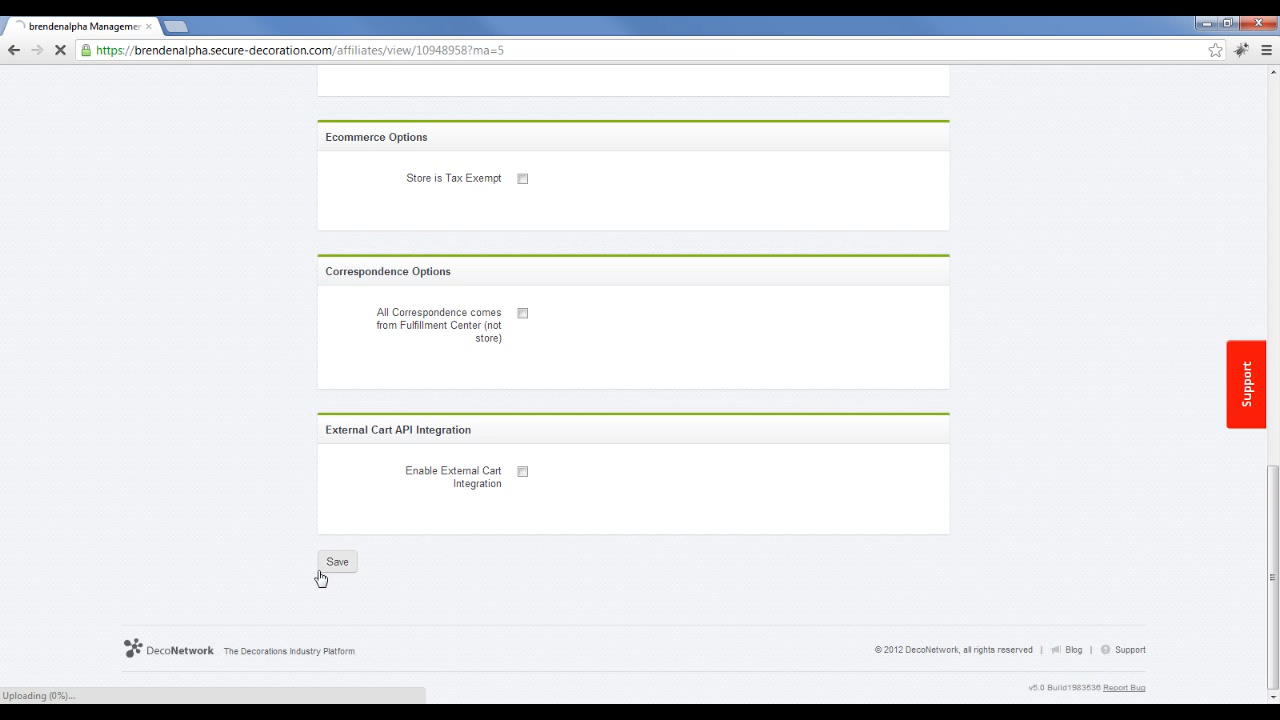 brendenalpha Managemer
https://brendenalpha.secure-decoration.com/affiliates/view/10948958?ma=5
Ecommerce Options
Store is Tax Exempt
Correspondence Options
All Correspondence comes
from Fulfillment Center (not
store)
Support
External Cart API Integration
Enable External Cart
Integration
Save
DecoNetwork The Decorations Industry Platform
© 2012 DecoNetwork, all rights reserved | Blog | Support
v5.0 Build1983636 Report Bug
Uploading (0%)...